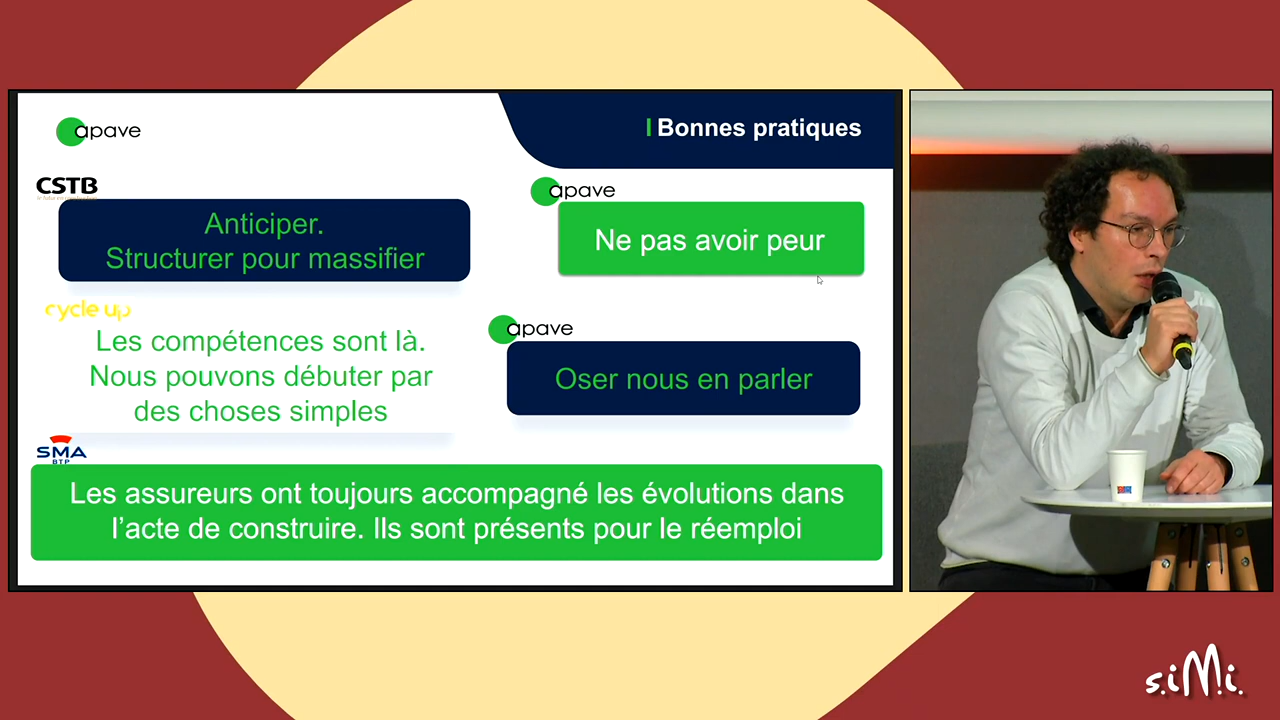 apave
| Bonnes pratiques
CSTB
Anticiper.
Structurer pour massifier
apave
Ne pas avoir peur
cycle up
Les compétences sont là.
Nous pouvons débuter par
des choses simples
apave
Oser nous en parler
SMA
BTP
Les assureurs ont toujours accompagné les évolutions dans
l’acte de construire. Ils sont présents pour le réemploi
s.iMi.